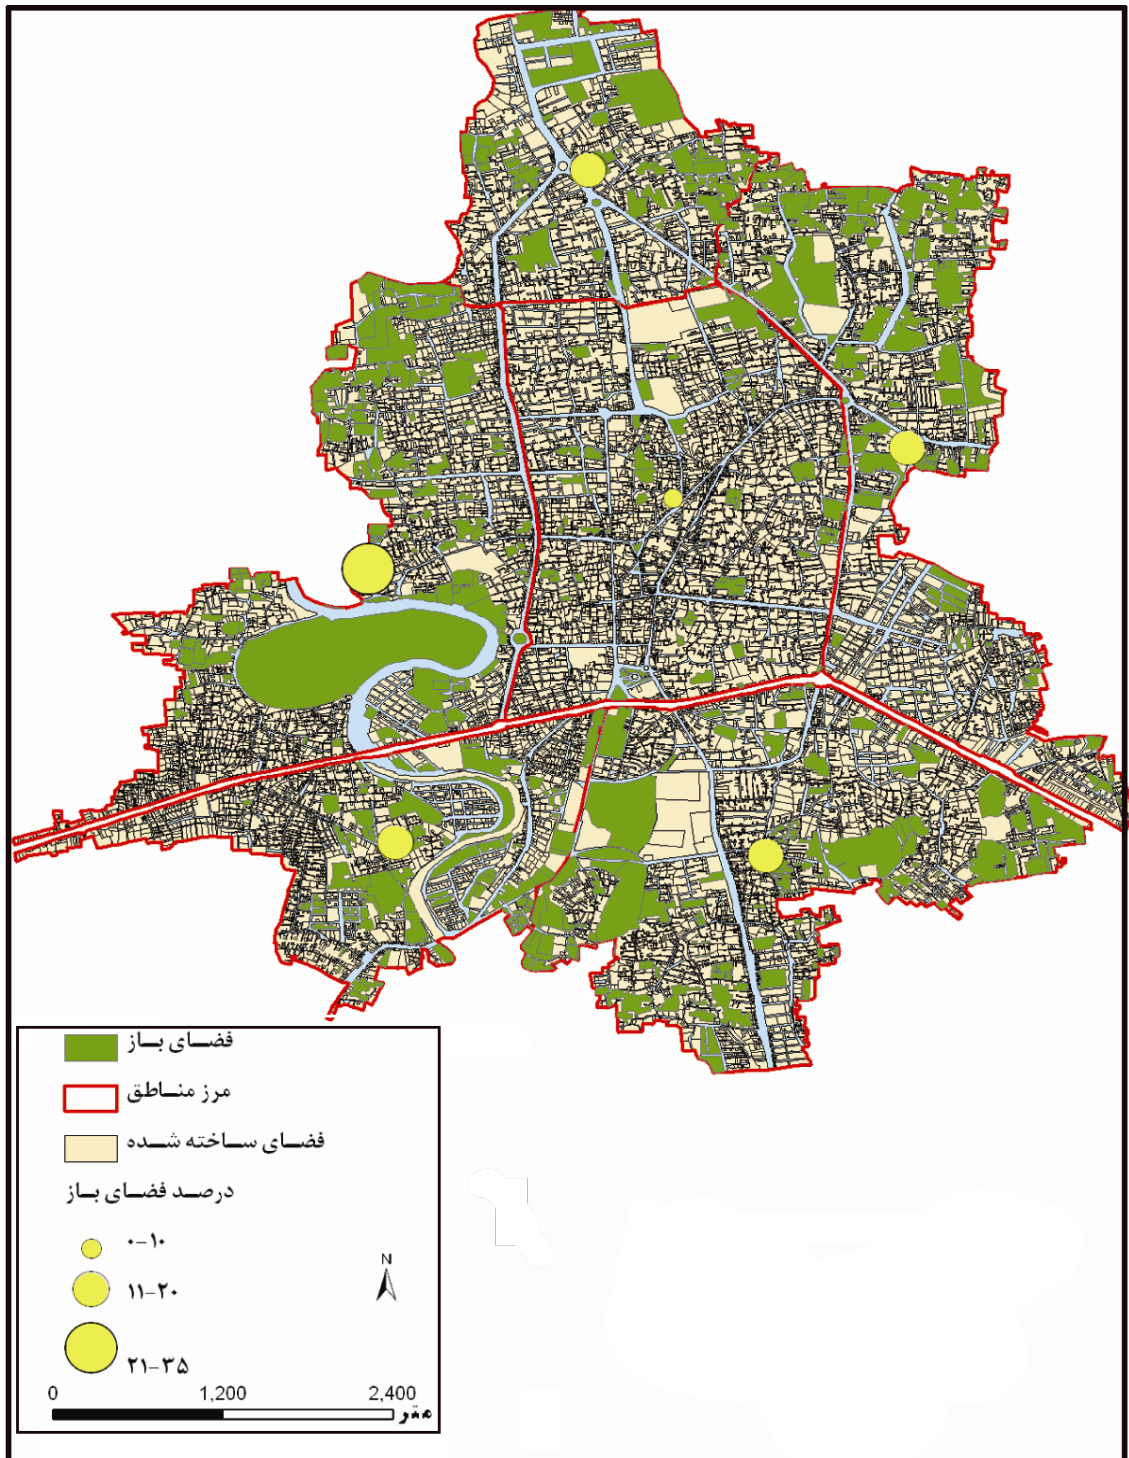 فضای باز
مرز مناطق
فضای ساخته شده
درصد فضای باز
۰-۱۰
۱۱-۲۰
۲۱-۳۵
N
0 1,200 2,400
متر